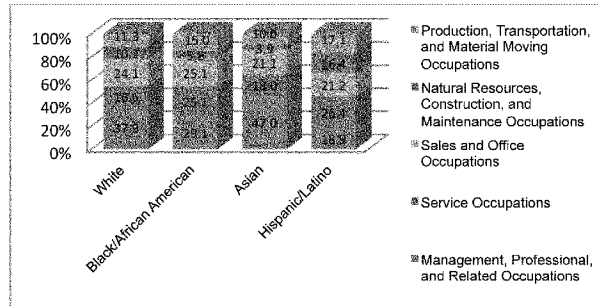 100%
80%
60%
40%
20%
0%
11.3 15.0 10.0 17.1
3.9
24.1 25.1 21.1 21.2
25.1
37.9 29.1 47.0
White
Black/African American
Asian
Hispanic/Latino
Production, Transportation,
and Material Moving
Occupations
Natural Resources,
Construction, and
Maintenance Occupations
Sales and Office
Occupations
Service Occupations
Management, Professional,
and Related Occupations